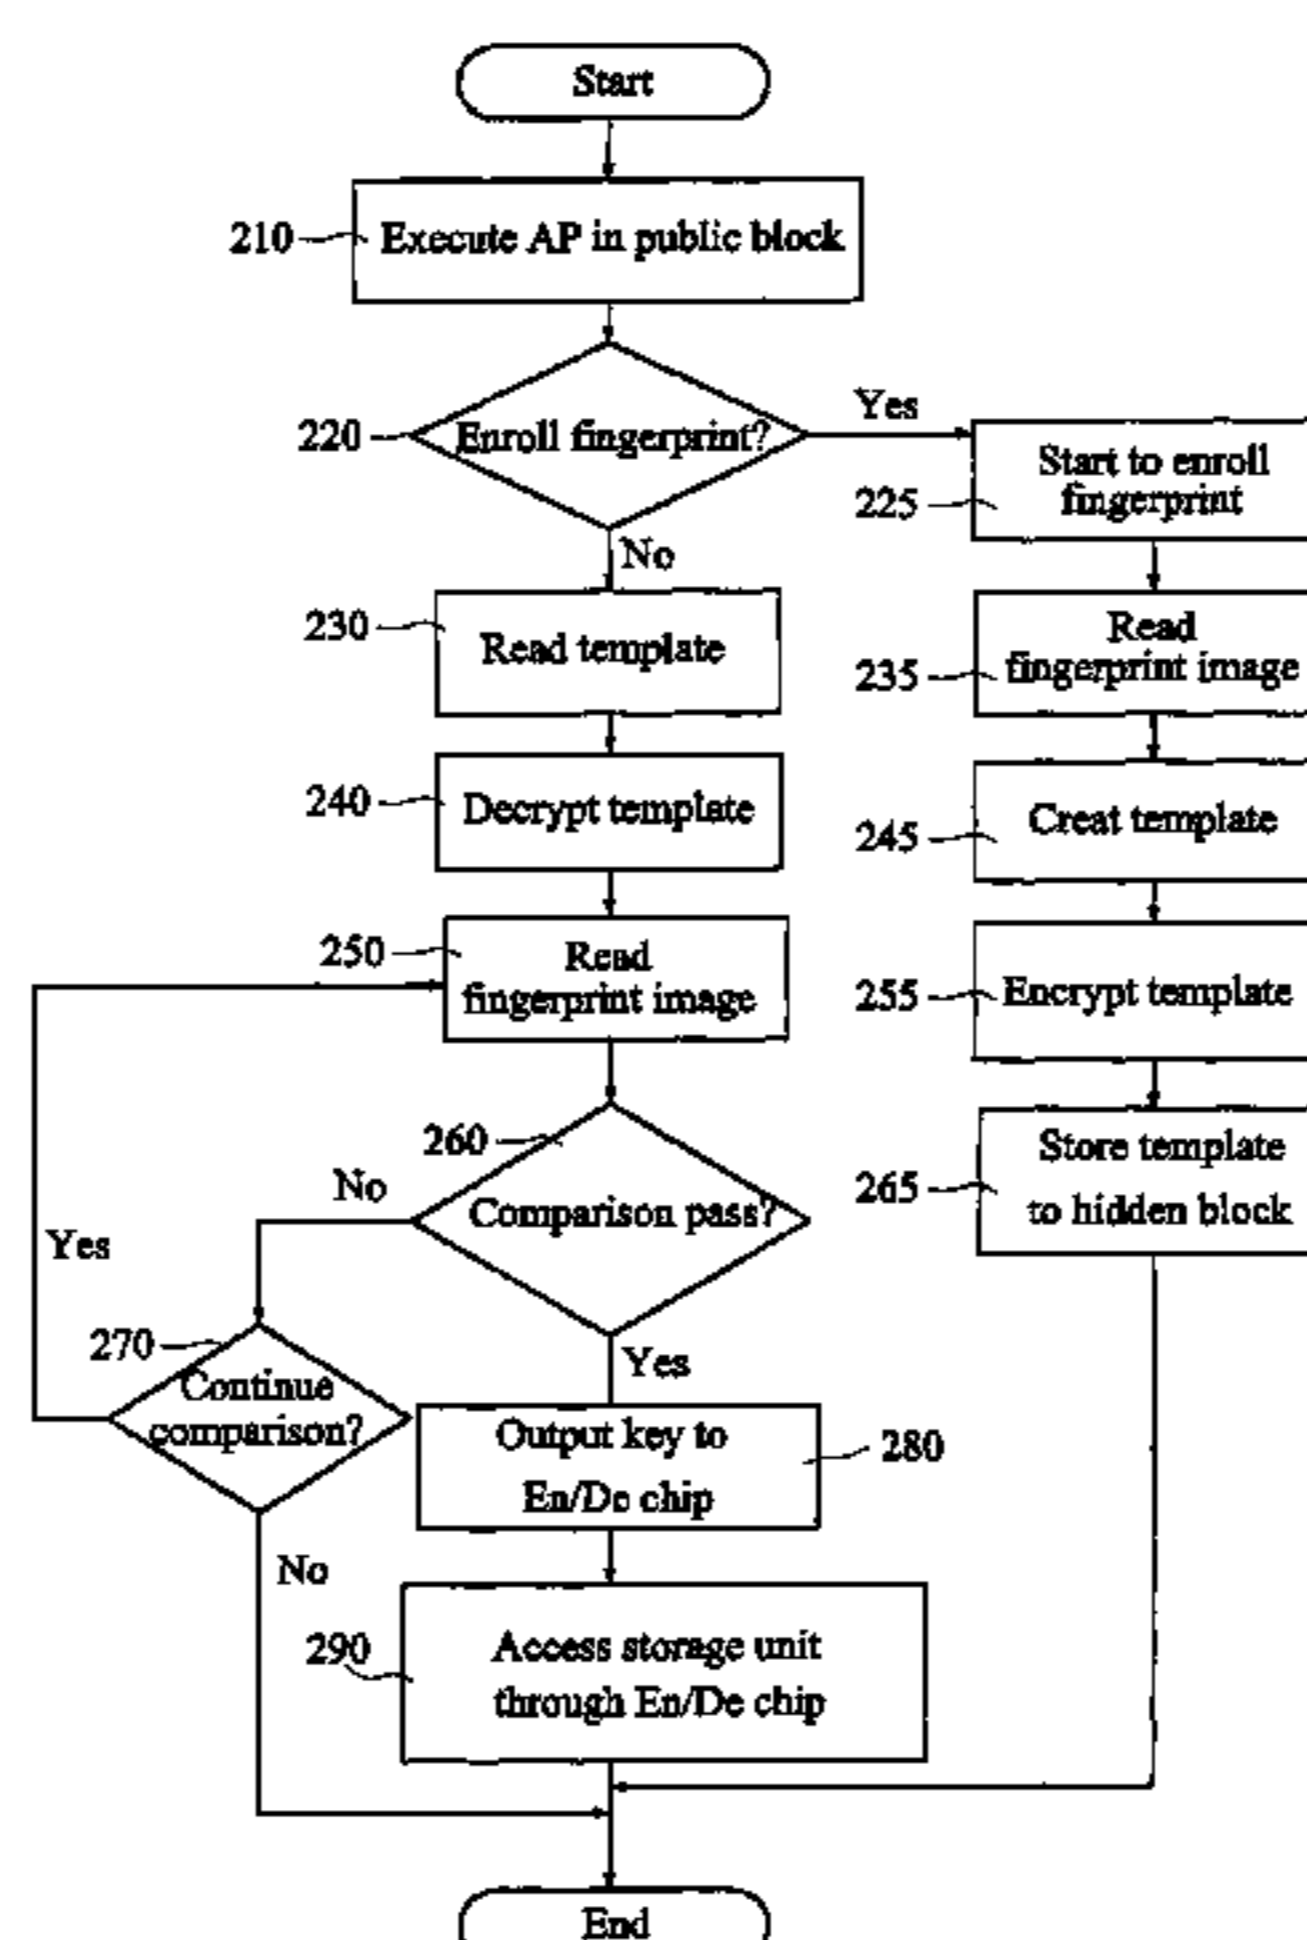 Start
210
Execute AP in public block
220
Enroll fingerprint?
Yes
No
225
Start to enroll
fingerprint
230
Read template
235
Read
fingerprint image
240
Decrypt template
245
Creat template
250
Read
fingerprint image
255
Encrypt template
260
Comparison pass?
No
Yes
265
Store template
to hidden block
Yes
270
Continue
comparison?
No
Output key to
En/De chip
280
290
Access storage unit
through En/De chip
End